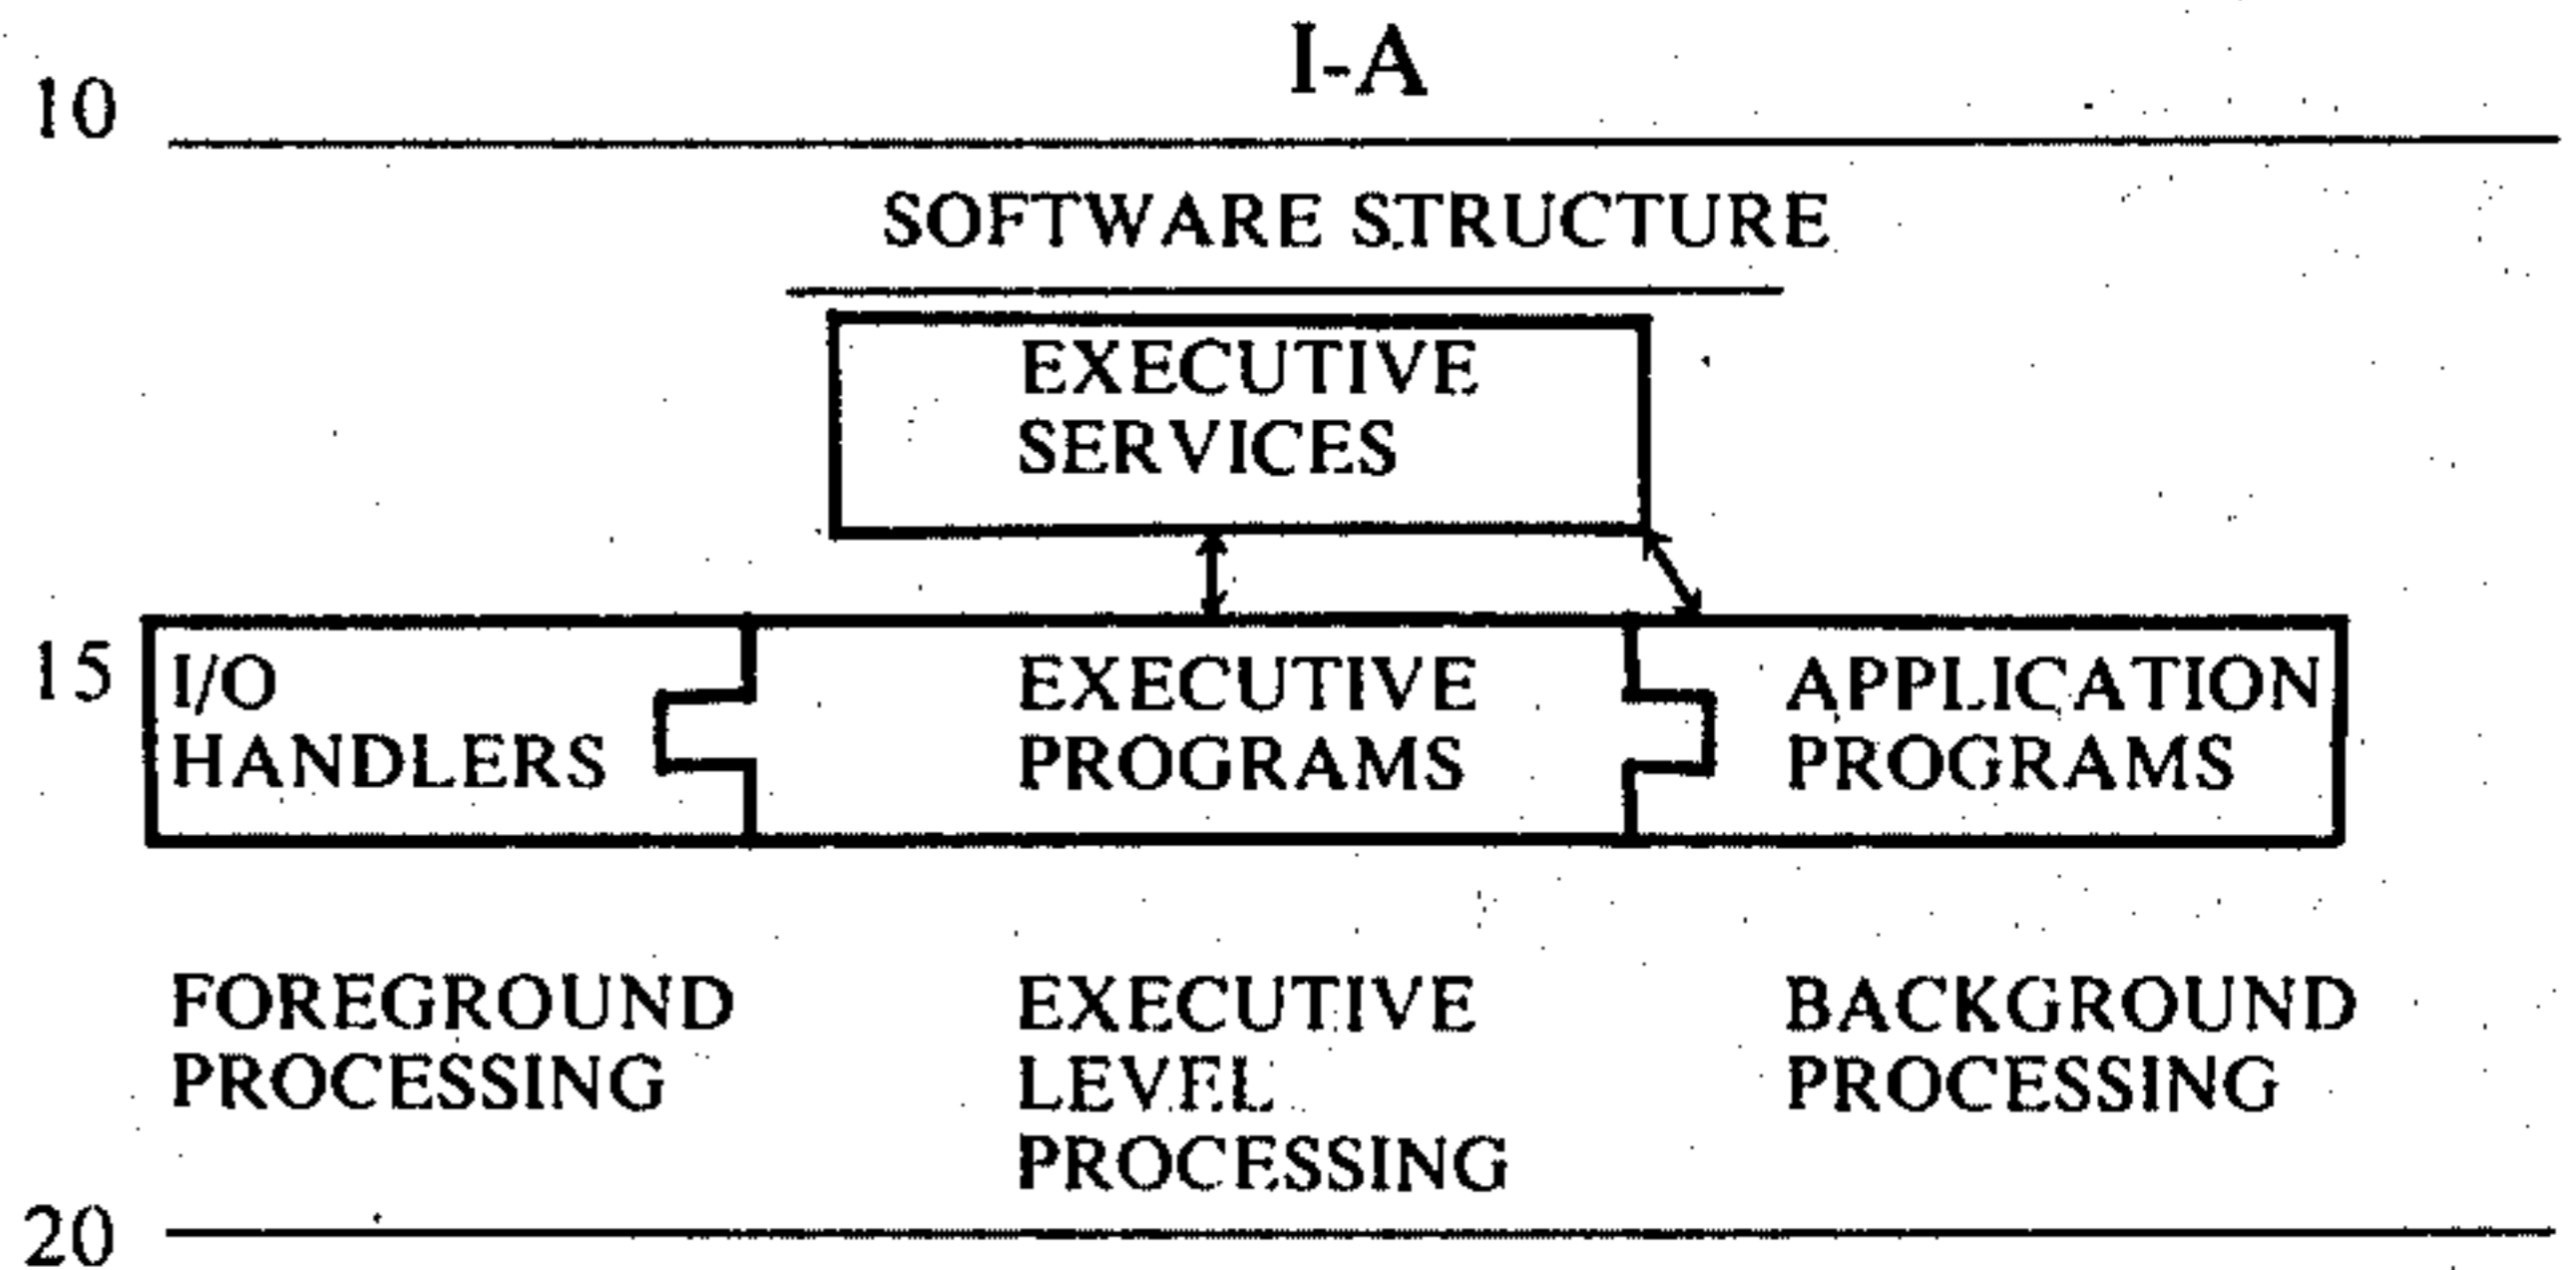 I-A
10
SOFTWARE STRUCTURE
EXECUTIVE
SERVICES
15
I/O
HANDLERS
EXECUTIVE
PROGRAMS
APPLICATION
PROGRAMS
FOREGROUND
PROCESSING
EXECUTIVE
LEVEL
PROCESSING
BACKGROUND
PROCESSING
20